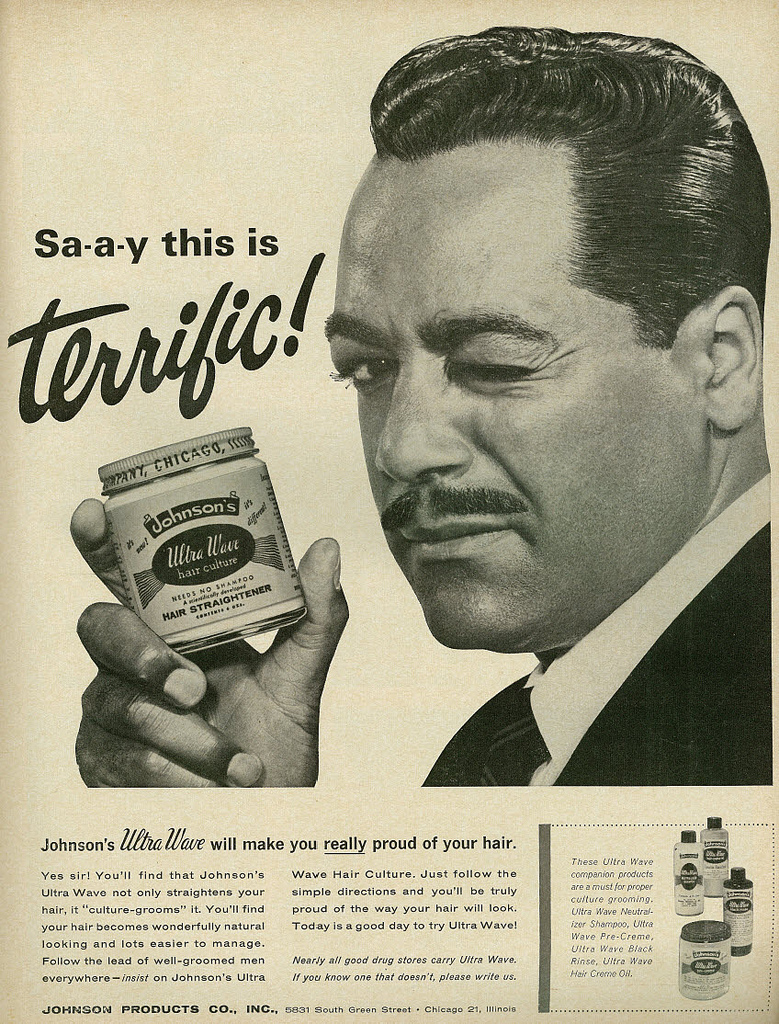 Sa-a-y this is
terrific!
OMPANY, CHICAGO,
Johnson's
it's new!
it's different!
Ultra Wave
hair culture
NEEDS NO SHAMPOO
A scientifically developed
HAIR STRAIGHTENER
CONTENTS 8 OZS.
Johnson's Ultra Wave will make you really proud of your hair.
Yes sir! You'll find that Johnson's
Ultra Wave not only straightens your
hair, it "culture-grooms" it. You'll find
your hair becomes wonderfully natural
looking and lots easier to manage.
Follow the lead of well-groomed men
everywhere—insist on Johnson's Ultra
Wave Hair Culture. Just follow the
simple directions and you'll be truly
proud of the way your hair will look.
Today is a good day to try Ultra Wave!
Nearly all good drug stores carry Ultra Wave.
If you know one that doesn't, please write us.
These Ultra Wave
companion products
are a must for proper
culture grooming.
Ultra Wave Neutral-
izer Shampoo, Ultra
Wave Pre-Creme,
Ultra Wave Black
Rinse, Ultra Wave
Hair Creme Oil.
Johnson's
JOHNSON PRODUCTS CO., INC., 5831 South Green Street • Chicago 21, Illinois